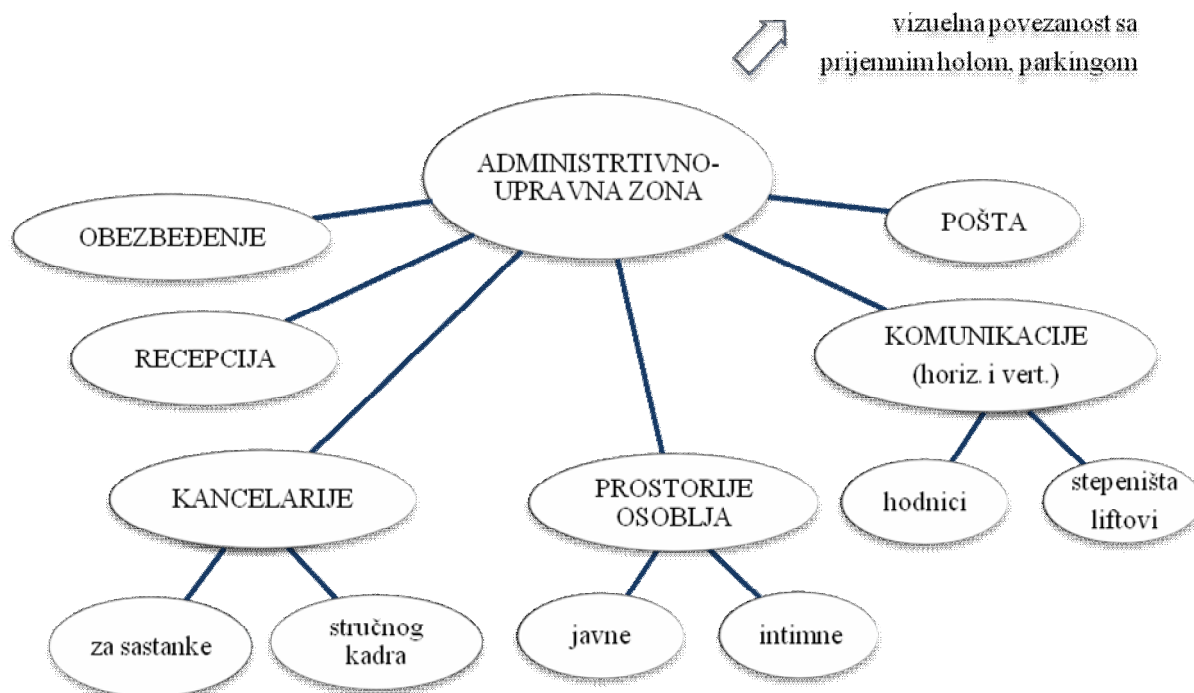 vizuelna povezanost sa
prijemnim holom, parkingom
ADMINISTRTIVNO-
UPRAVNA ZONA
OBEZBEĐENJE
POŠTA
RECEPCIJA
KOMUNIKACIJE
(horiz. i vert.)
KANCELARIJE
PROSTORIJE
OSOBLJA
hodnici
stepeništa
liftovi
za sastanke
stručnog
kadra
javne
intimne